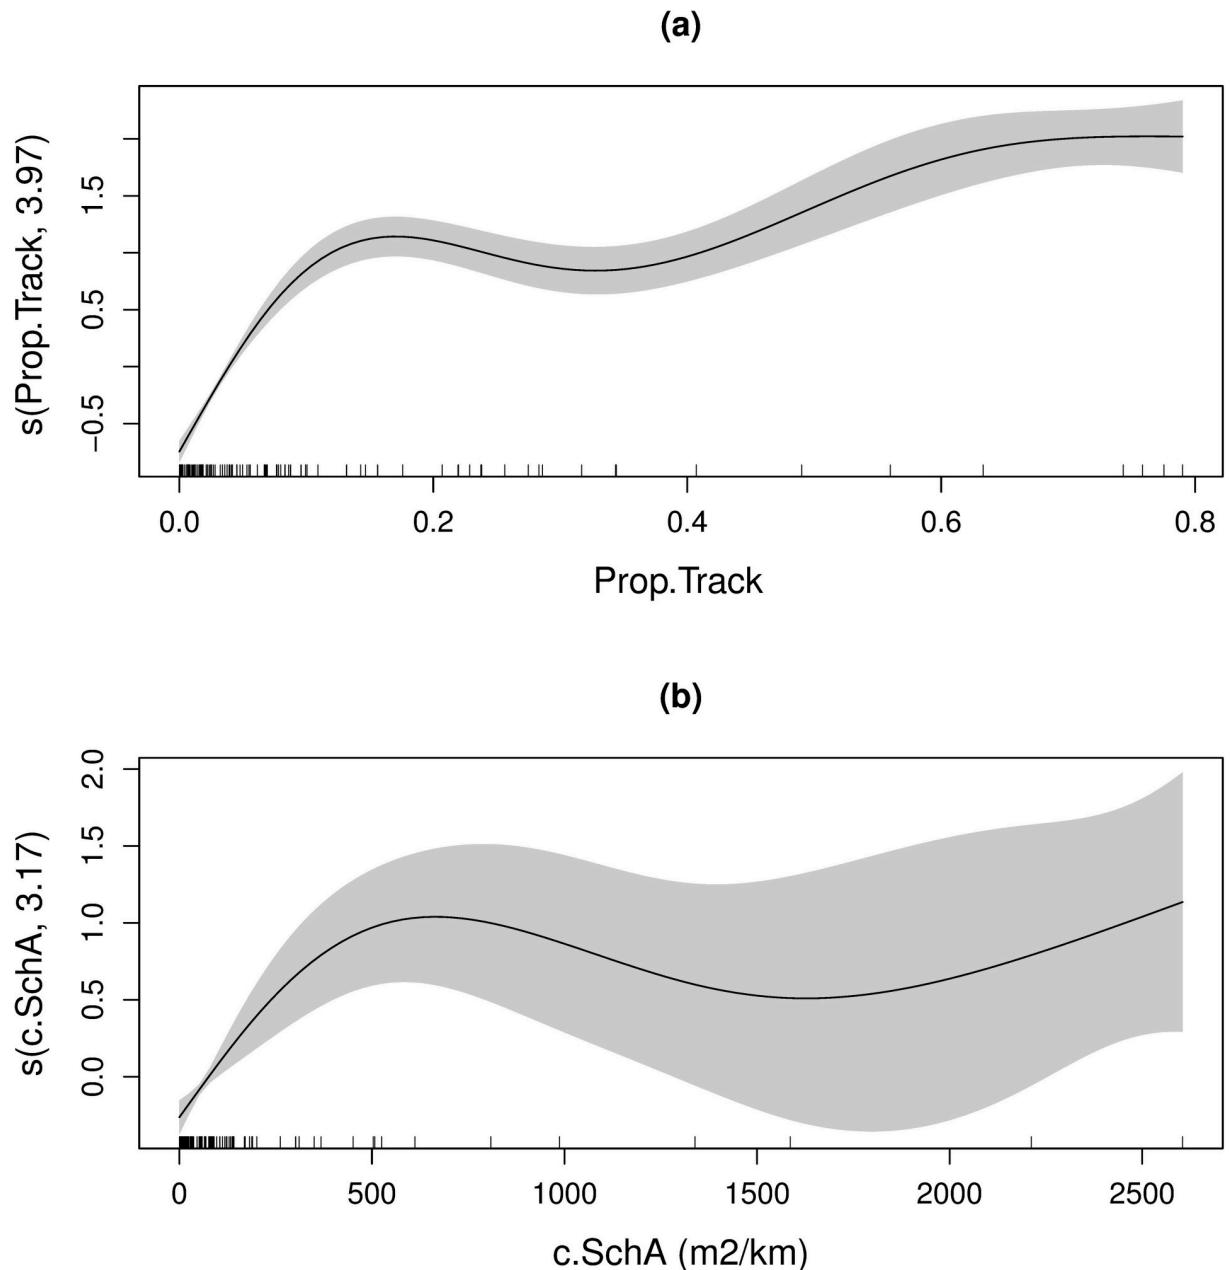 (a)
s(Prop.Track, 3.97)
1.5
0.5
−0.5
0.0 0.2 0.4 0.6 0.8
Prop.Track
(b)
s(c.SchA, 3.17)
2.0
1.5
1.0
0.5
0.0
0 500 1000 1500 2000 2500
c.SchA (m2/km)